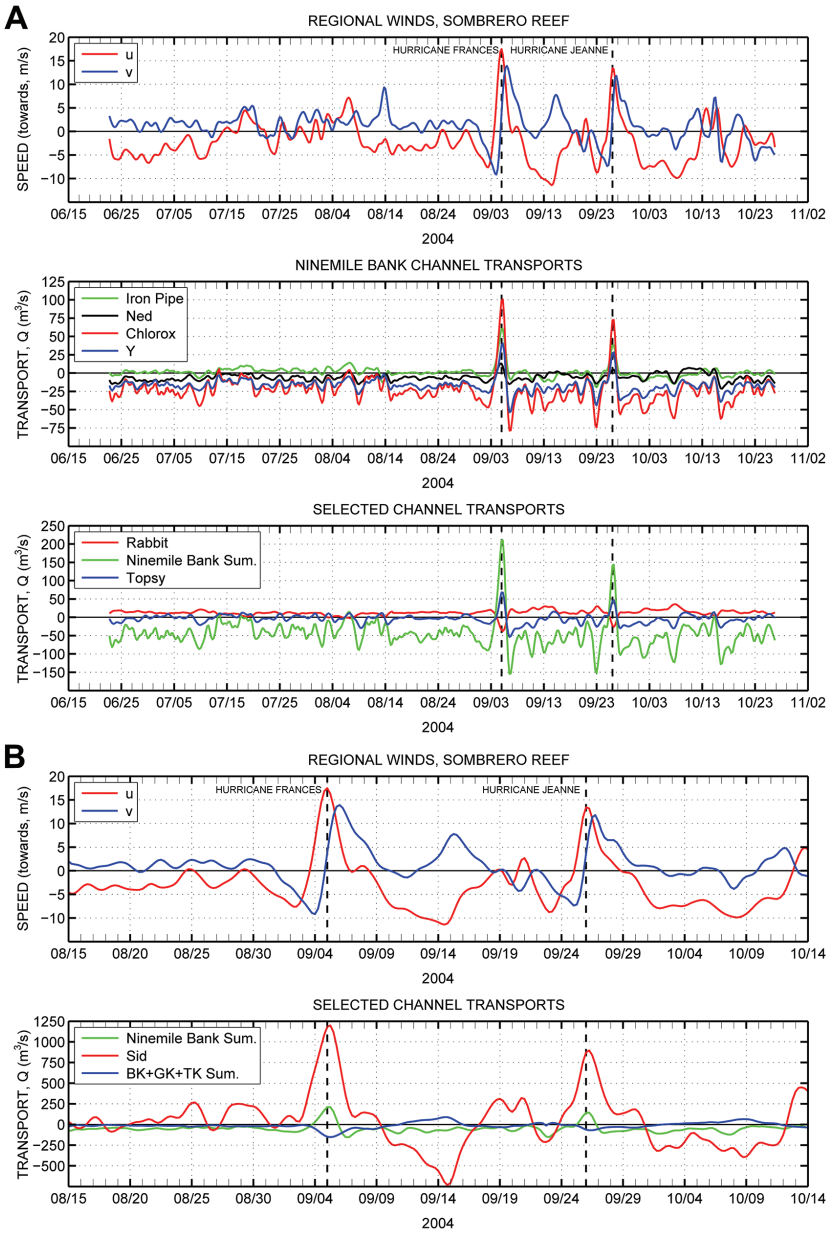 A
REGIONAL WINDS, SOMBRERO REEF
SPEED (towards, m/s)
20
15
10
5
0
−5
−10
u
v
HURRICANE FRANCES
HURRICANE JEANNE
06/15 06/25 07/05 07/15 07/25 08/04 08/14 08/24 09/03 09/13 09/23 10/03 10/13 10/23 11/02
2004
NINEMILE BANK CHANNEL TRANSPORTS
TRANSPORT, Q (m³/s)
125
100
75
50
25
0
−25
−50
−75
Iron Pipe
Ned
Chlorox
Y
06/15 06/25 07/05 07/15 07/25 08/04 08/14 08/24 09/03 09/13 09/23 10/03 10/13 10/23 11/02
2004
SELECTED CHANNEL TRANSPORTS
TRANSPORT, Q (m³/s)
250
200
150
100
50
0
−50
−100
−150
Rabbit
Ninemile Bank Sum.
Topsy
06/15 06/25 07/05 07/15 07/25 08/04 08/14 08/24 09/03 09/13 09/23 10/03 10/13 10/23 11/02
2004
B
REGIONAL WINDS, SOMBRERO REEF
SPEED (towards, m/s)
20
15
10
5
0
−5
−10
u
v
HURRICANE FRANCES
HURRICANE JEANNE
08/15 08/20 08/25 08/30 09/04 09/09 09/14 09/19 09/24 09/29 10/04 10/09 10/14
2004
SELECTED CHANNEL TRANSPORTS
TRANSPORT, Q (m³/s)
1250
1000
750
500
250
0
−250
−500
Ninemile Bank Sum.
Sid
BK+GK+TK Sum.
08/15 08/20 08/25 08/30 09/04 09/09 09/14 09/19 09/24 09/29 10/04 10/09 10/14
2004